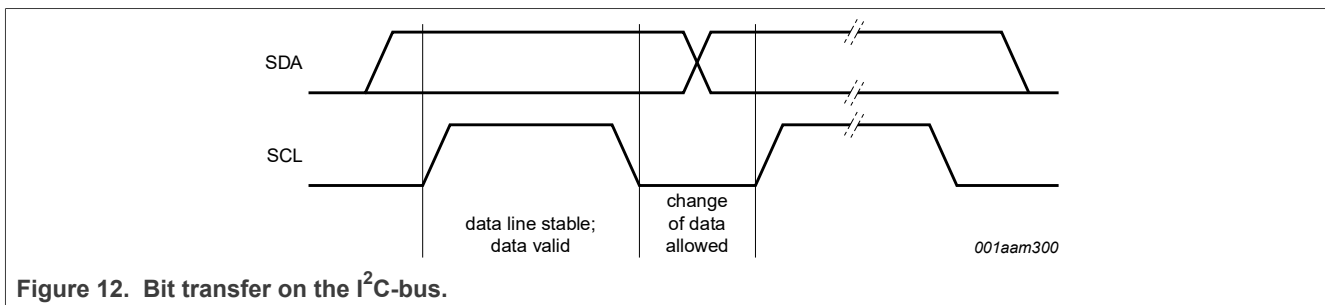 SDA
SCL
data line stable;
data valid
change
of data
allowed
001aam300
Figure 12. Bit transfer on the I²C-bus.